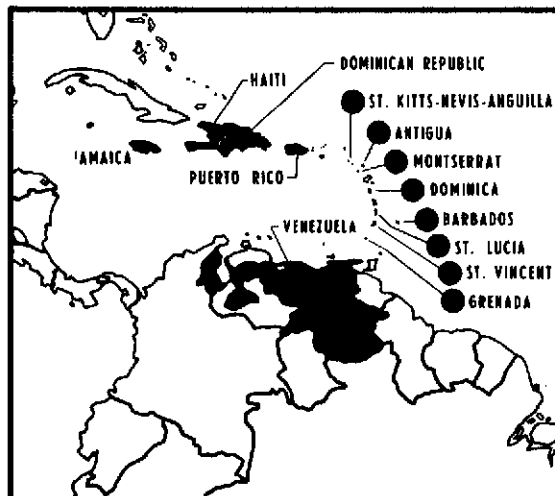 DOMINICAN REPUBLIC
HAITI
ST. KITTS-NEVIS-ANGUILLA
ANTIGUA
'AMAICA
MONTSERRAT
PUERTO RICO
DOMINICA
BARBADOS
VENEZUELA
ST. LUCIA
ST. VINCENT
GRENADA